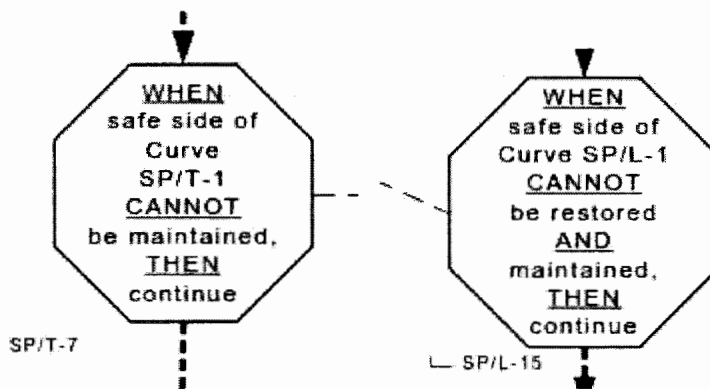 WHEN
safe side of
Curve
SP/T-1
CANNOT
be maintained,
THEN
continue
SP/T-7
WHEN
safe side of
Curve SP/L-1
CANNOT
be restored
AND
maintained,
THEN
continue
SP/L-15